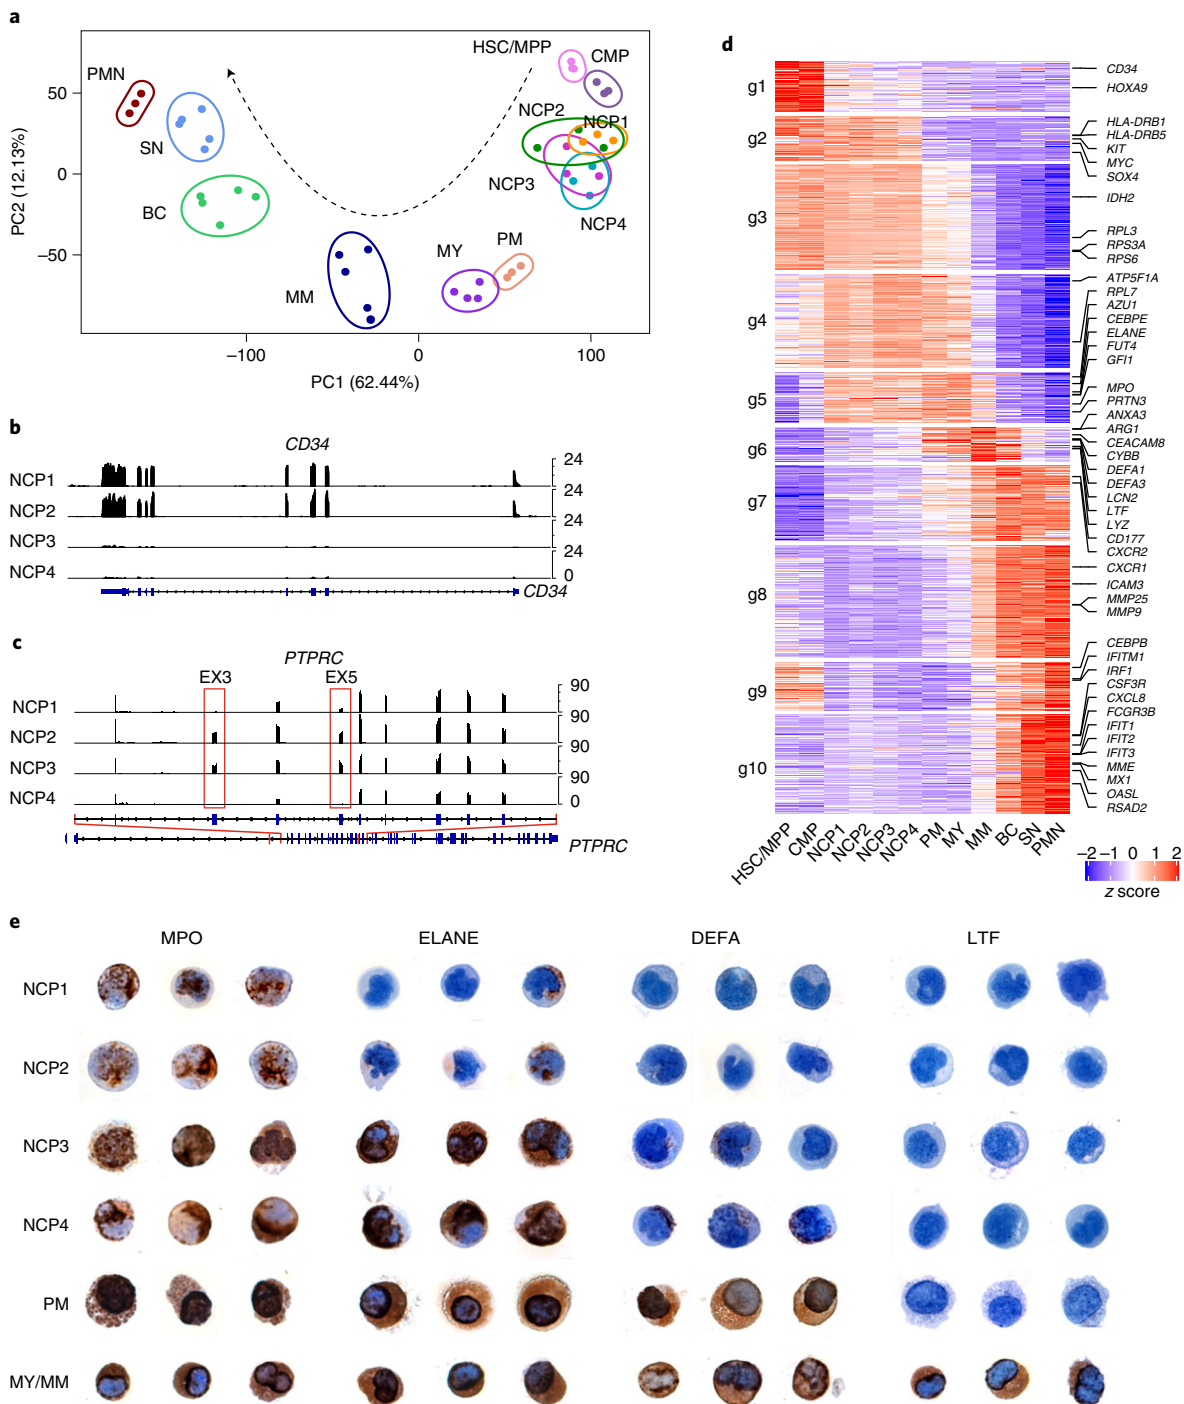 a
HSC/MPP
CMP
PMN
NCP2
NCP1
SN
NCP3
BC
NCP4
MY
PM
MM
50
0
−50
PC2 (12.13%)
−100
0
100
PC1 (62.44%)
b
CD34
NCP1
24
NCP2
24
NCP3
24
NCP4
24
0
CD34
c
PTPRC
EX3
EX5
NCP1
90
NCP2
90
NCP3
90
NCP4
90
0
PTPRC
d
g1
g2
g3
g4
g5
g6
g7
g8
g9
g10
CD34
HOXA9
HLA-DRB1
HLA-DRB5
KIT
MYC
SOX4
IDH2
RPL3
RPS3A
RPS6
ATP5F1A
RPL7
AZU1
CEBPE
ELANE
FUT4
GFI1
MPO
PRTN3
ANXA3
ARG1
CEACAM8
CYBB
DEFA1
DEFA3
LCN2
LTF
LYZ
CD177
CXCR2
CXCR1
ICAM3
MMP25
MMP9
CEBPB
IFITM1
IRF1
CSF3R
CXCL8
FCGR3B
IFIT1
IFIT2
IFIT3
MME
MX1
OASL
RSAD2
HSC/MPP
CMP
NCP1
NCP2
NCP3
NCP4
PM
MY
MM
BC
SN
PMN
−2 −1 0 1 2
z score
e
MPO ELANE DEFA LTF
NCP1
NCP2
NCP3
NCP4
PM
MY/MM